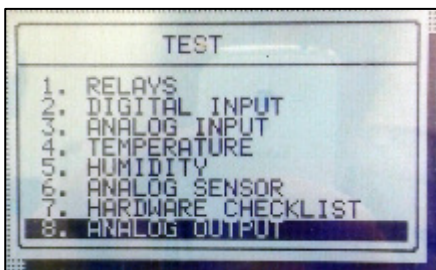 TEST
1. RELAYS
2. DIGITAL INPUT
3. ANALOG INPUT
4. TEMPERATURE
5. HUMIDITY
6. ANALOG SENSOR
7. HARDWARE CHECKLIST
8. ANALOG OUTPUT